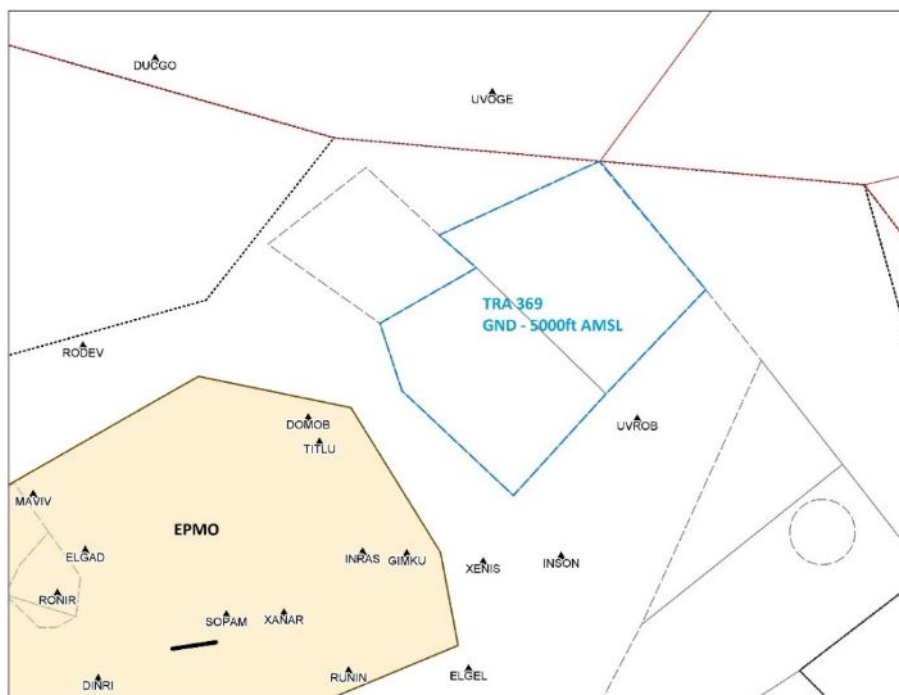 DUCGO
UVOGE
TRA 369
GND - 5000ft AMSL
RODEV
DOMOB
UVROB
TITLU
MAVIV
EPMO
ELGAD
INRAS
GIMKU
XENIS
INSON
RONIR
SOPAM
XANAR
DINRI
RUNIN
ELGEL